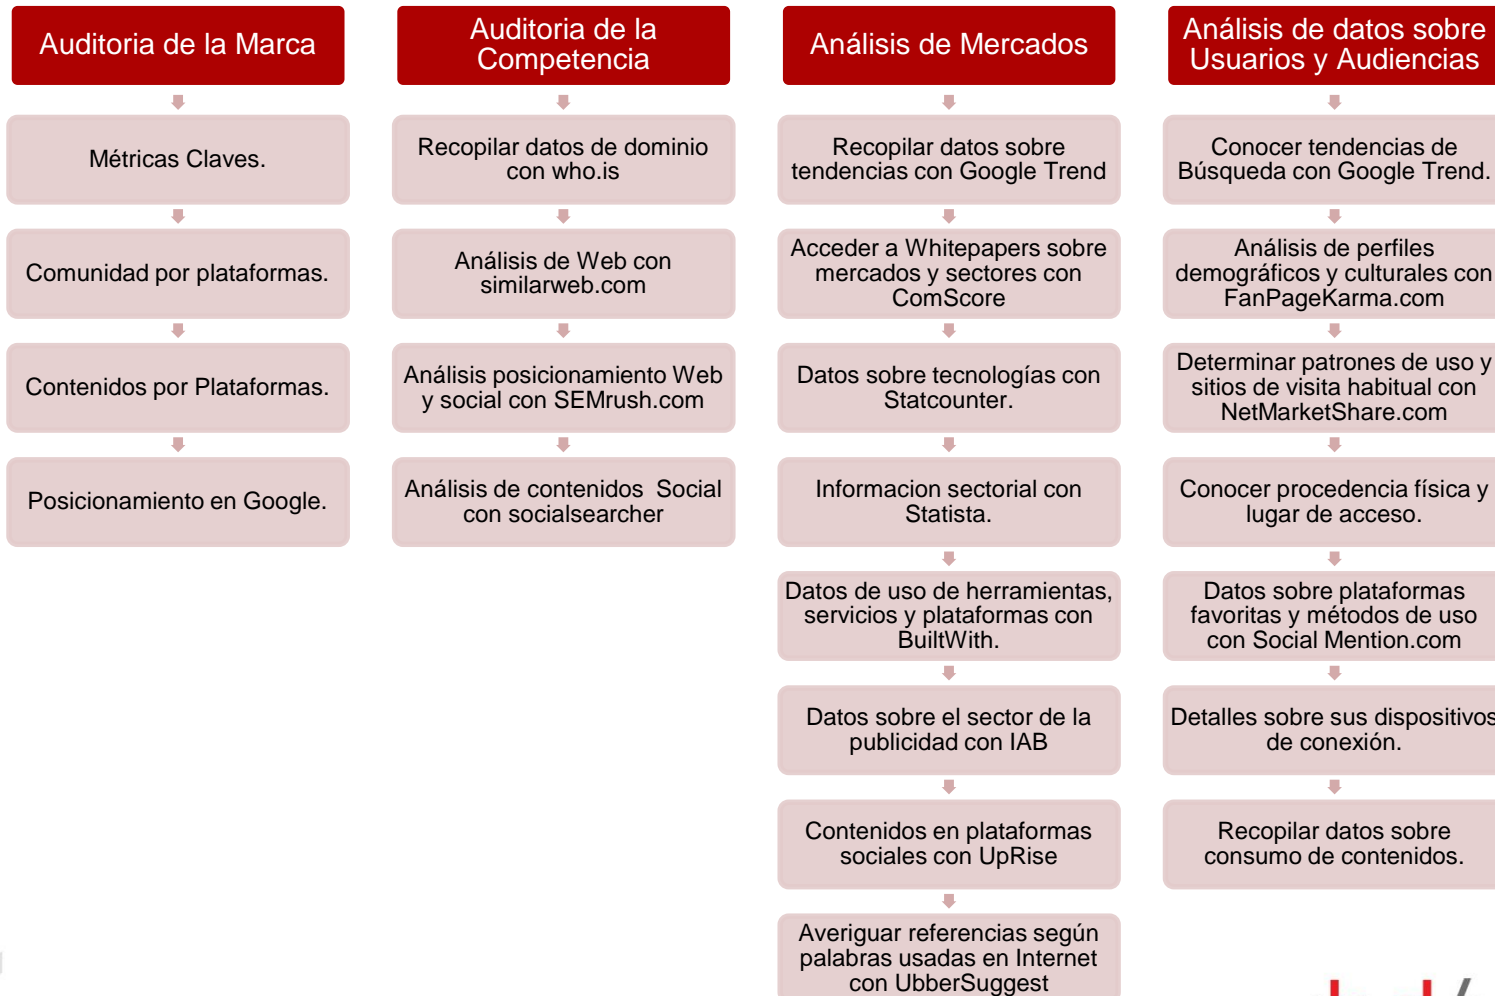 Auditoria de la Marca
Métricas Claves.
Comunidad por plataformas.
Contenidos por Plataformas.
Posicionamiento en Google.
Auditoria de la
Competencia
Recopilar datos de dominio
con who.is
Análisis de Web con
similarweb.com
Análisis posicionamiento Web
y social con SEMrush.com
Análisis de contenidos  Social
con socialsearcher
Análisis de Mercados
Recopilar datos sobre
tendencias con Google Trend
Acceder a Whitepapers sobre
mercados y sectores con
ComScore
Datos sobre tecnologías con
Statcounter.
Informacion sectorial con
Statista.
Datos de uso de herramientas,
servicios y plataformas con
BuiltWith.
Datos sobre el sector de la
publicidad con IAB
Contenidos en plataformas
sociales con UpRise
Averiguar referencias según
palabras usadas en Internet
con UbberSuggest
Análisis de datos sobre
Usuarios y Audiencias
Conocer tendencias de
Búsqueda con Google Trend.
Análisis de perfiles
demográficos y culturales con
FanPageKarma.com
Determinar patrones de uso y
sitios de visita habitual con
NetMarketShare.com
Conocer procedencia física y
lugar de acceso.
Datos sobre plataformas
favoritas y métodos de uso
con Social Mention.com
Detalles sobre sus dispositivos
de conexión.
Recopilar datos sobre
consumo de contenidos.